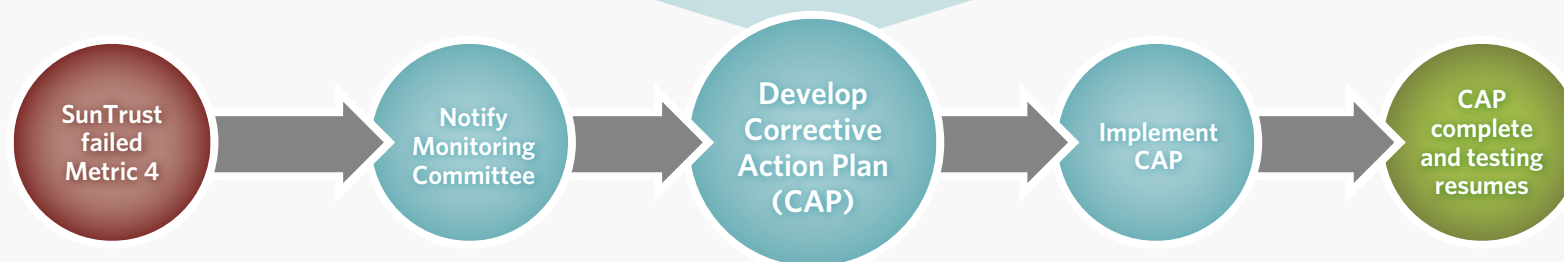 SunTrust
failed
Metric 4
Notify
Monitoring
Committee
Develop
Corrective
Action Plan
(CAP)
Implement
CAP
CAP
complete
and testing
resumes